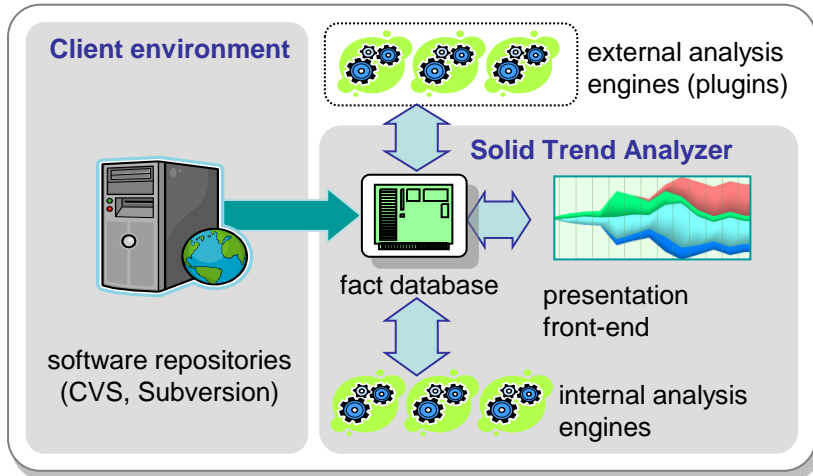 Client environment
external analysis
engines (plugins)
Solid Trend Analyzer
fact database
presentation
front-end
software repositories
(CVS, Subversion)
internal analysis
engines